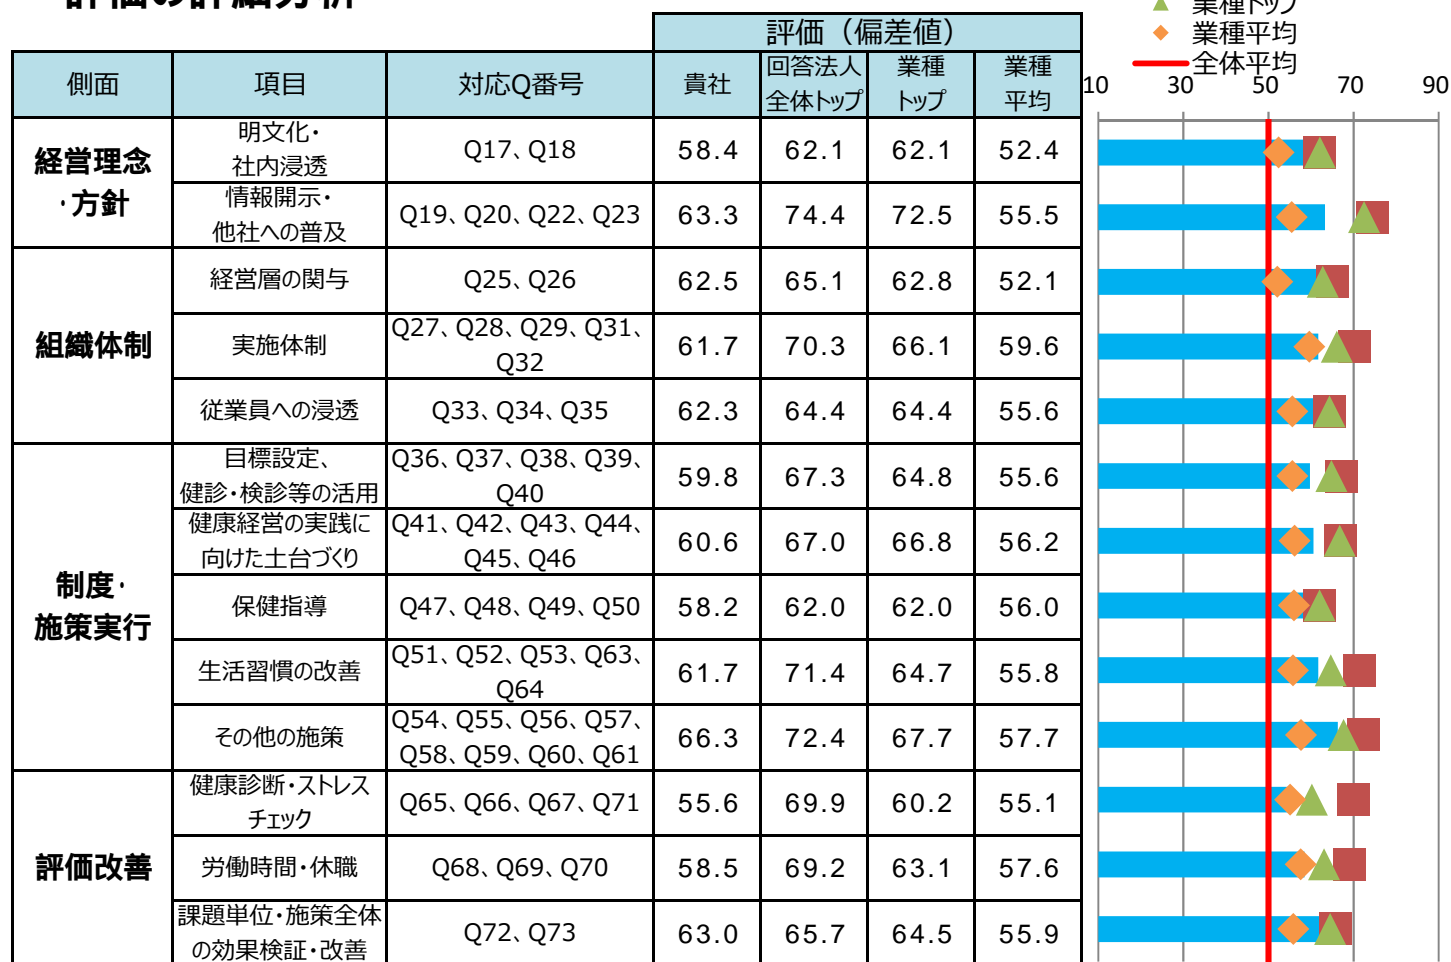 評価の詳細分析
業種トップ
業種平均
全体平均
評価（偏差値）
側面 項目 対応Q番号 貴社 回答法人 業種 業種
全体トップ トップ 平均
10 30 50 70 90
経営理念
・方針
明文化・
社内浸透
Q17、Q18 58.4 62.1 62.1 52.4
情報開示・
他社への普及
Q19、Q20、Q22、Q23 63.3 74.4 72.5 55.5
組織体制
経営層の関与 Q25、Q26 62.5 65.1 62.8 52.1
実施体制
Q27、Q28、Q29、Q31、
Q32
61.7 70.3 66.1 59.6
従業員への浸透 Q33、Q34、Q35 62.3 64.4 64.4 55.6
制度・
施策実行
目標設定、
健診・検診等の活用
Q36、Q37、Q38、Q39、
Q40
59.8 67.3 64.8 55.6
健康経営の実践に
向けた土台づくり
Q41、Q42、Q43、Q44、
Q45、Q46
60.6 67.0 66.8 56.2
保健指導 Q47、Q48、Q49、Q50 58.2 62.0 62.0 56.0
生活習慣の改善
Q51、Q52、Q53、Q63、
Q64
61.7 71.4 64.7 55.8
その他の施策
Q54、Q55、Q56、Q57、
Q58、Q59、Q60、Q61
66.3 72.4 67.7 57.7
評価改善
健康診断・ストレス
チェック
Q65、Q66、Q67、Q71 55.6 69.9 60.2 55.1
労働時間・休職 Q68、Q69、Q70 58.5 69.2 63.1 57.6
課題単位・施策全体
の効果検証・改善
Q72、Q73 63.0 65.7 64.5 55.9